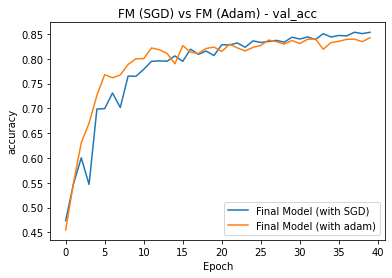 FM (SGD) vs FM (Adam) - val_acc
0.85
0.80
0.75
0.70
0.65
0.60
0.55
0.50
0.45
accuracy
Final Model (with SGD)
Final Model (with adam)
0 5 10 15 20 25 30 35 40
Epoch